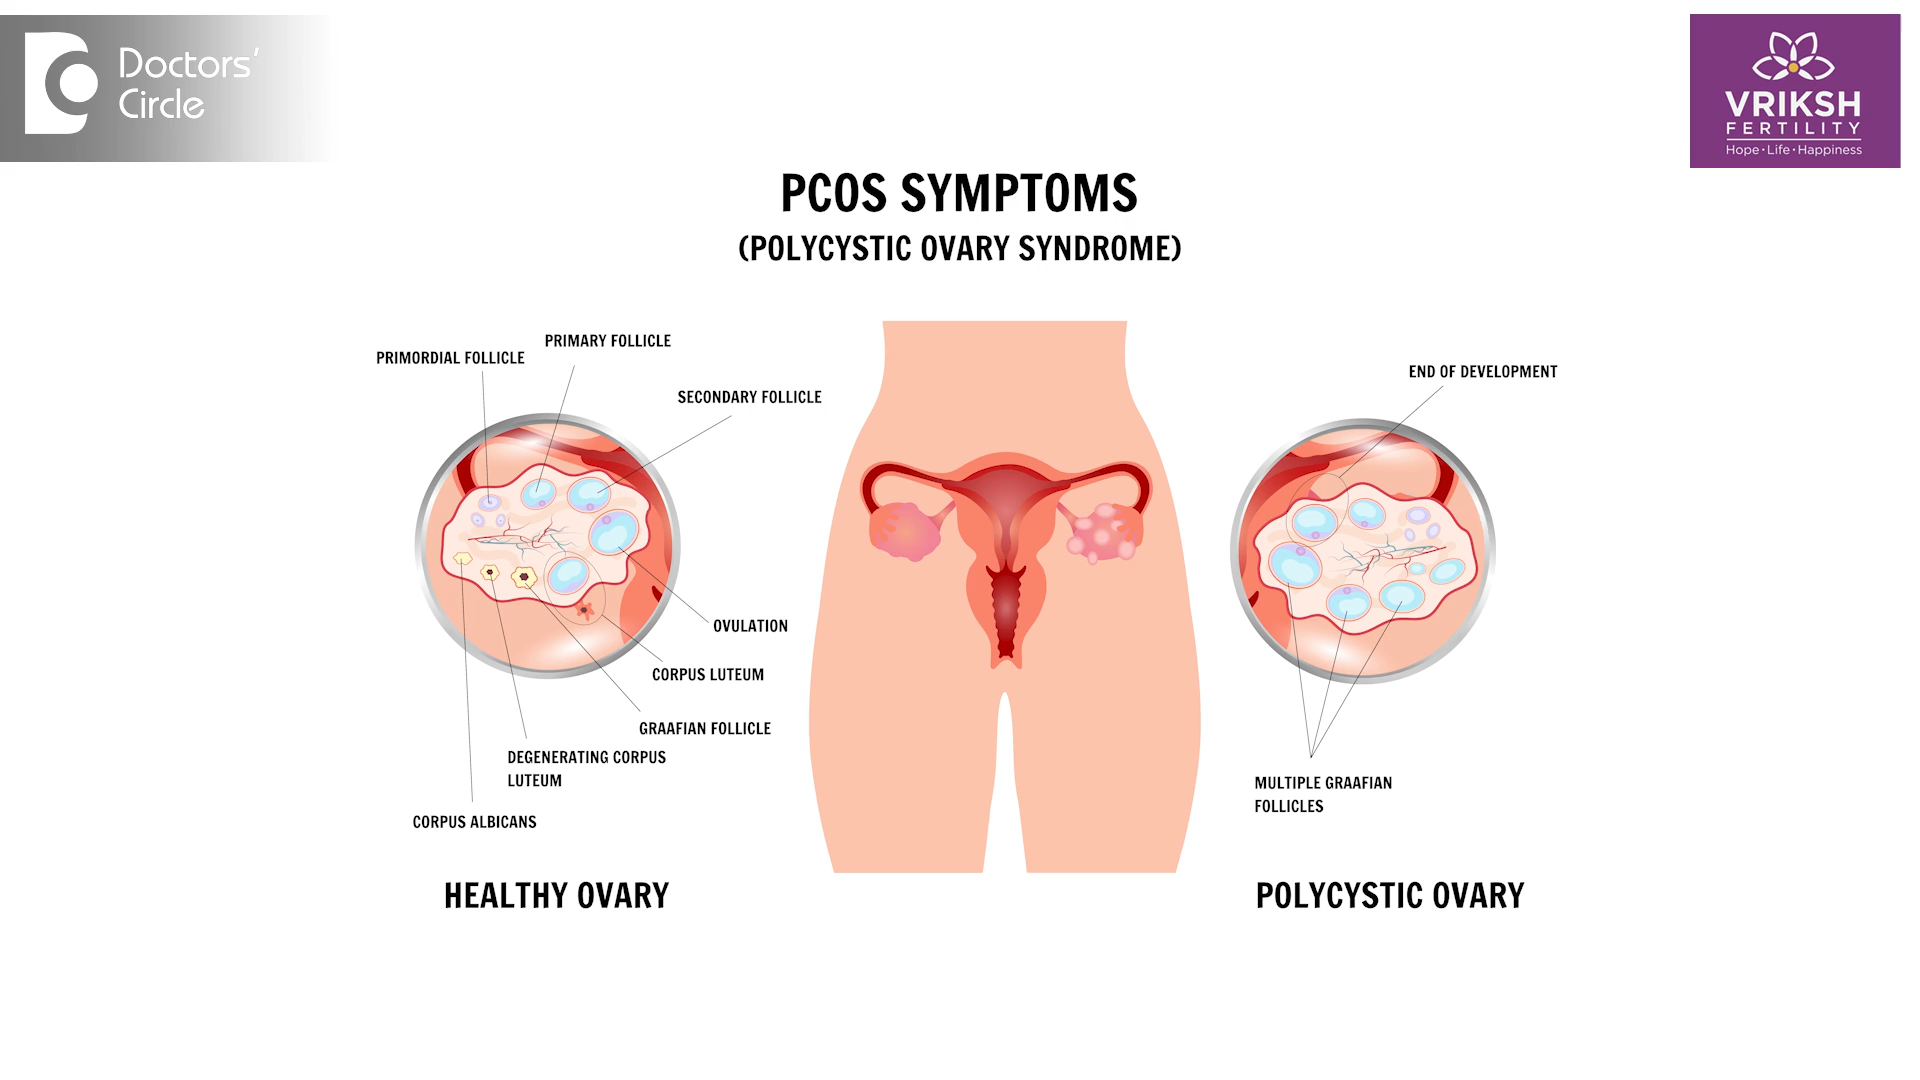 Doctors'
Circle
VRIKSH
FERTILITY
Hope · Life · Happiness
PCOS SYMPTOMS
(POLYCYSTIC OVARY SYNDROME)
PRIMORDIAL FOLLICLE
PRIMARY FOLLICLE
SECONDARY FOLLICLE
OVULATION
CORPUS LUTEUM
GRAAFIAN FOLLICLE
DEGENERATING CORPUS
LUTEUM
CORPUS ALBICANS
HEALTHY OVARY
END OF DEVELOPMENT
MULTIPLE GRAAFIAN
FOLLICLES
POLYCYSTIC OVARY